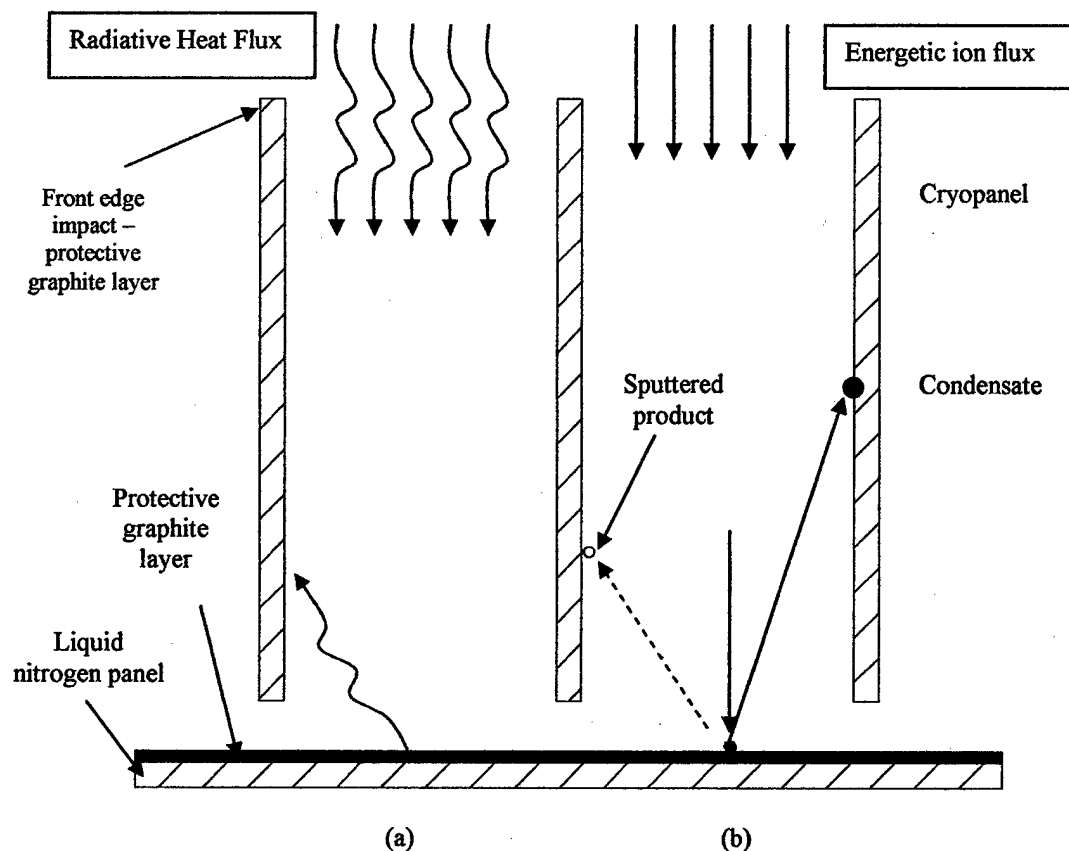 Radiative Heat Flux
Energetic ion flux
Front edge
impact –
protective
graphite layer
Cryopanel
Sputtered
product
Condensate
Protective
graphite
layer
Liquid
nitrogen panel
(a)
(b)